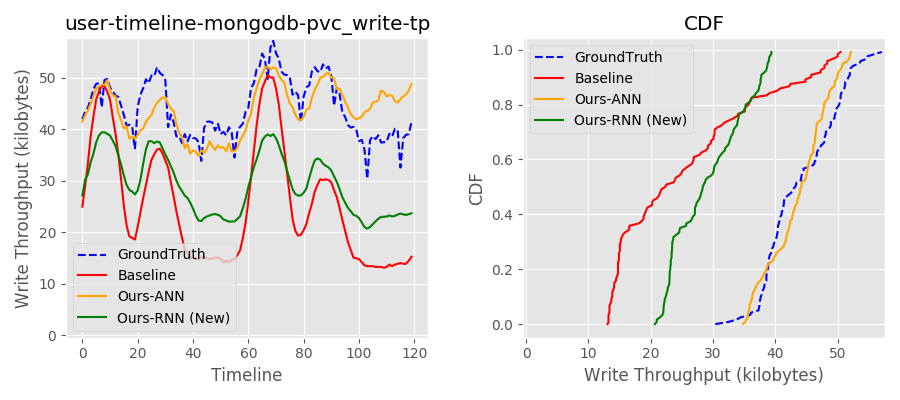 user-timeline-mongodb-pvc_write-tp
Write Throughput (kilobytes)
50
40
30
20
10
0
GroundTruth
Baseline
Ours-ANN
Ours-RNN (New)
0
20
40
60
80
100
120
Timeline
CDF
CDF
1.0
0.8
0.6
0.4
0.2
0.0
GroundTruth
Baseline
Ours-ANN
Ours-RNN (New)
0
10
20
30
40
50
Write Throughput (kilobytes)